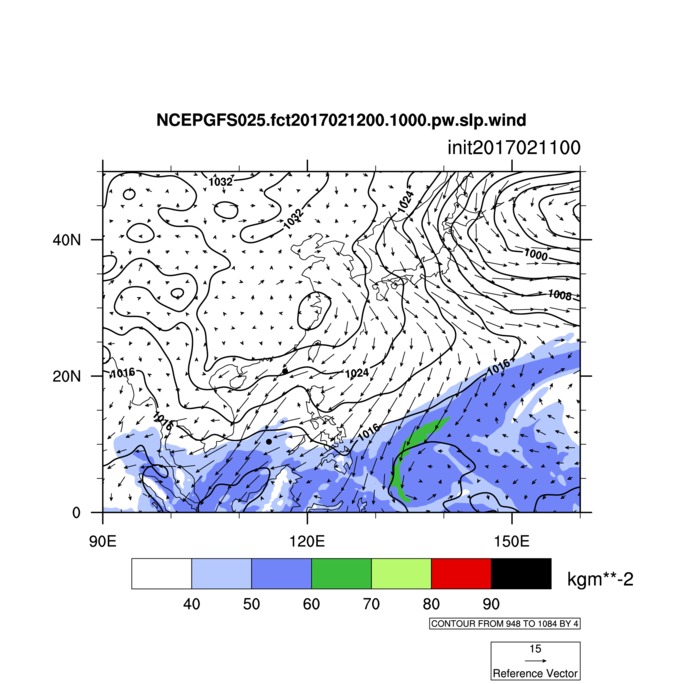 NCEPGFS025.fct2017021200.1000.pw.slp.wind
init2017021100
1032
1032
1024
1000
1008
1016
1016
1024
1016
1016
40N
20N
0
90E
120E
150E
40
50
60
70
80
90
kgm**-2
CONTOUR FROM 948 TO 1084 BY 4
15
Reference Vector